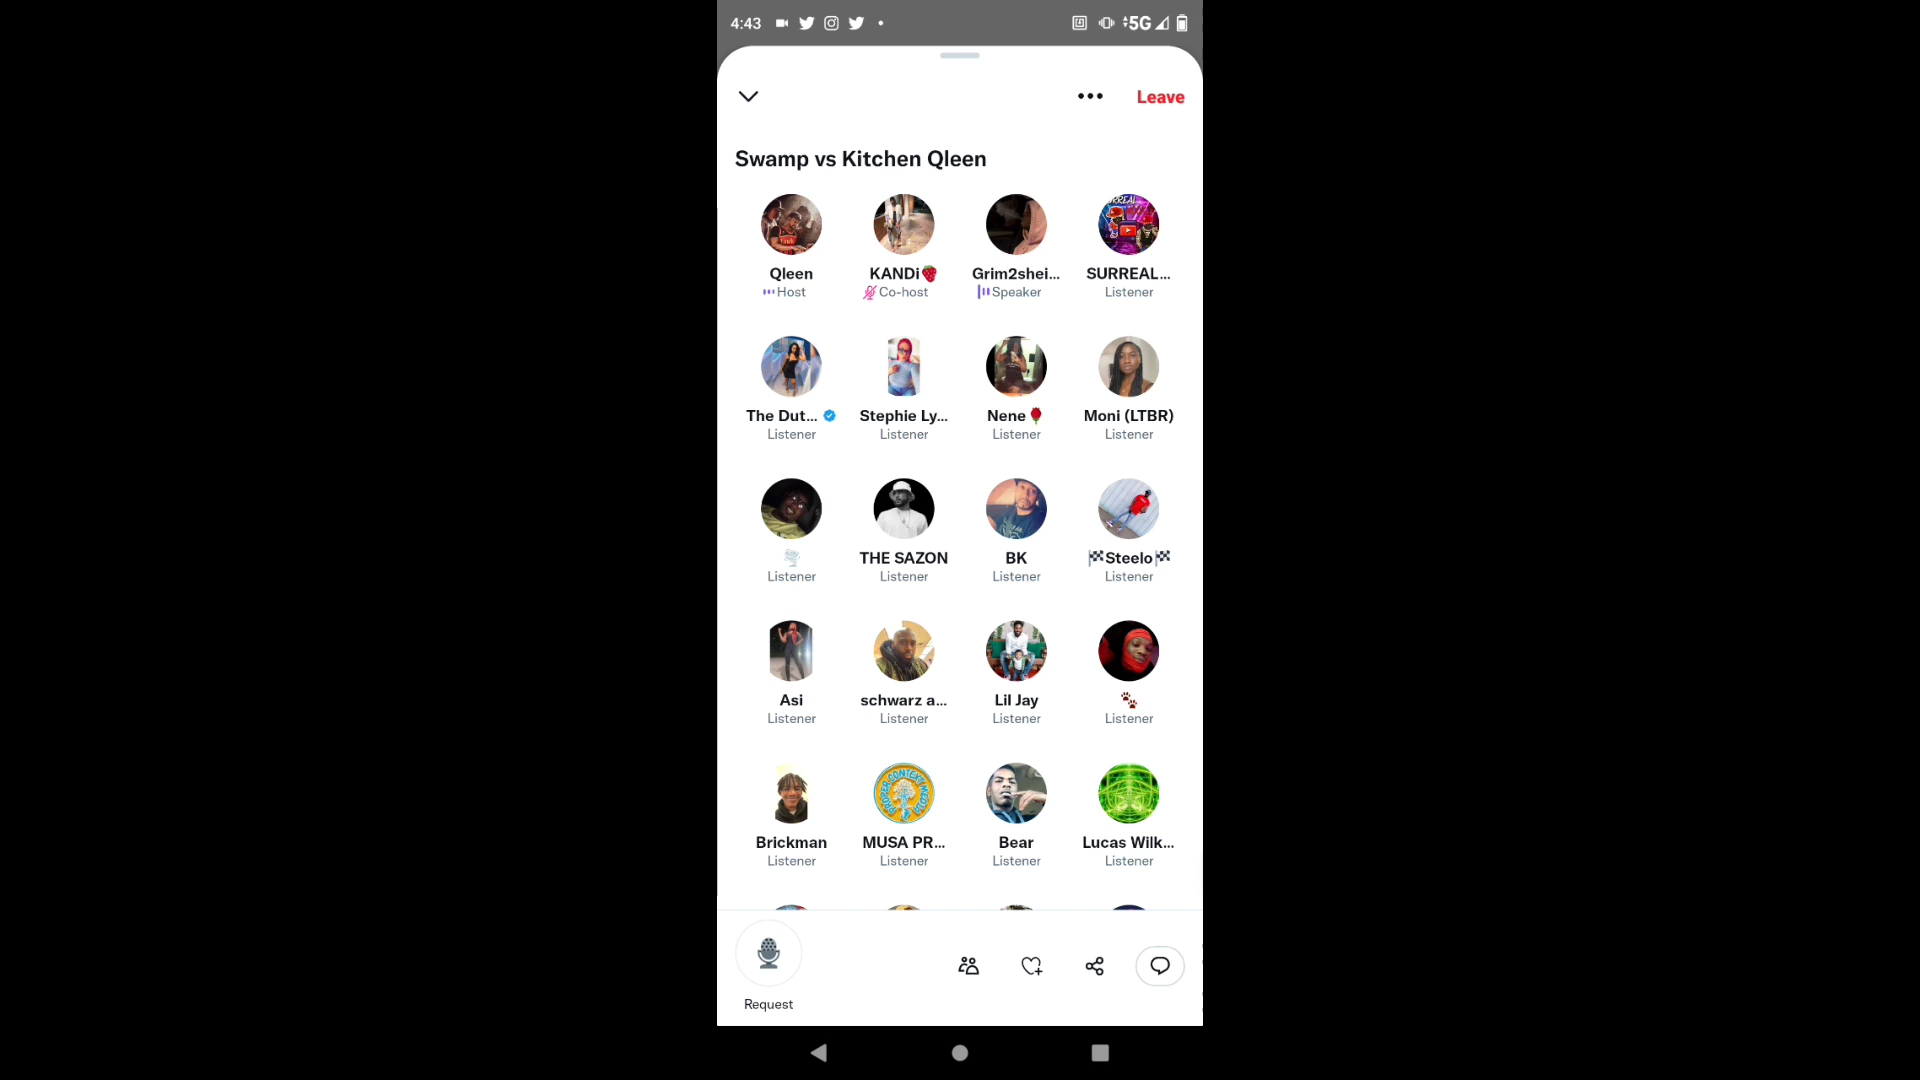 4:43
5G
Leave
Swamp vs Kitchen Qleen
Qleen KANDi🍓 Grim2shei... SURREAL...
Host Co-host Speaker Listener
The Dut... Stephie Ly... Nene🌹 Moni (LTBR)
Listener Listener Listener Listener
🌪️ THE SAZON BK 🏁Steelo🏁
Listener Listener Listener Listener
Asi schwarz a... Lil Jay 🐾
Listener Listener Listener Listener
Brickman MUSA PR... Bear Lucas Wilk...
Listener Listener Listener Listener
Request